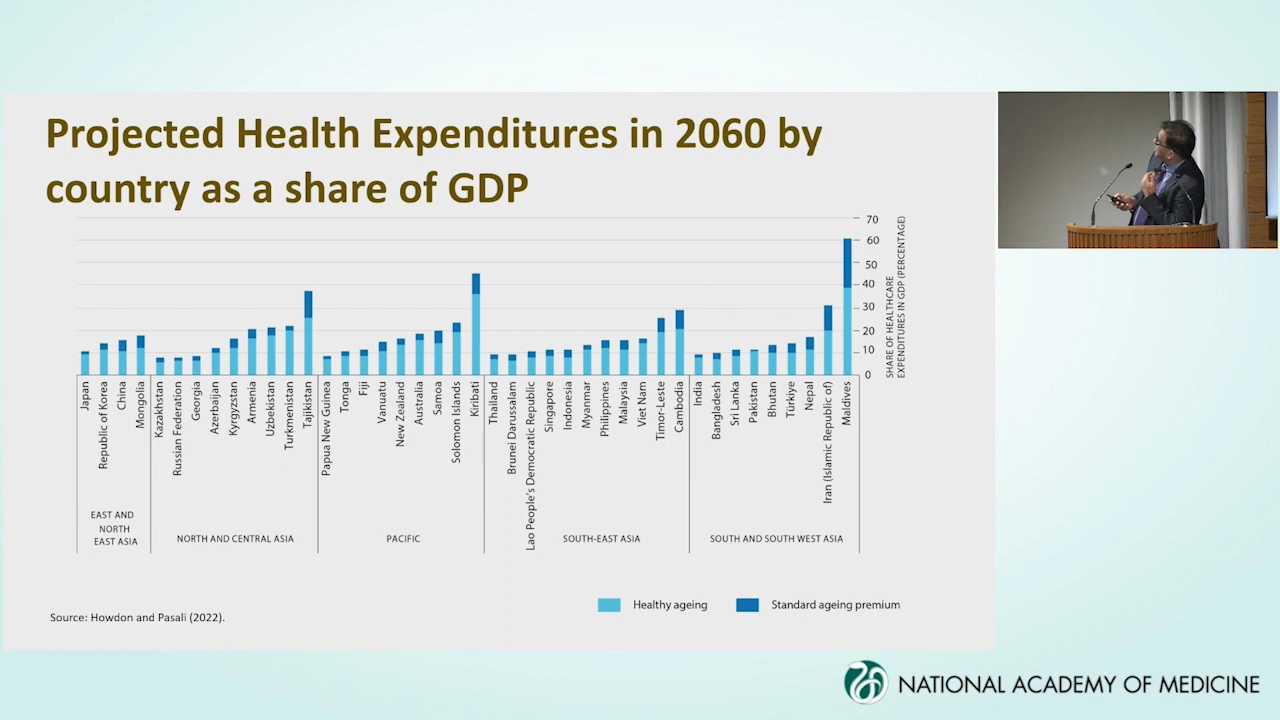 Projected Health Expenditures in 2060 by
country as a share of GDP
70
60
50
40
30
20
10
0
SHARE OF HEALTHCARE
EXPENDITURES IN GDP (PERCENTAGE)
Japan
Republic of Korea
China
Mongolia
Kazakhstan
Russian Federation
Georgia
Azerbaijan
Kyrgyzstan
Armenia
Uzbekistan
Turkmenistan
Tajikistan
Papua New Guinea
Tonga
Fiji
Vanuatu
New Zealand
Australia
Samoa
Solomon Islands
Kiribati
Thailand
Brunei Darussalam
Lao People's Democratic Republic
Singapore
Indonesia
Myanmar
Philippines
Malaysia
Viet Nam
Timor-Leste
Cambodia
India
Bangladesh
Sri Lanka
Pakistan
Bhutan
Türkiye
Nepal
Iran (Islamic Republic of)
Maldives
EAST AND
NORTH
EAST ASIA
NORTH AND CENTRAL ASIA
PACIFIC
SOUTH-EAST ASIA
SOUTH AND SOUTH WEST ASIA
Healthy ageing
Standard ageing premium
Source: Howdon and Pasali (2022).
NATIONAL ACADEMY OF MEDICINE